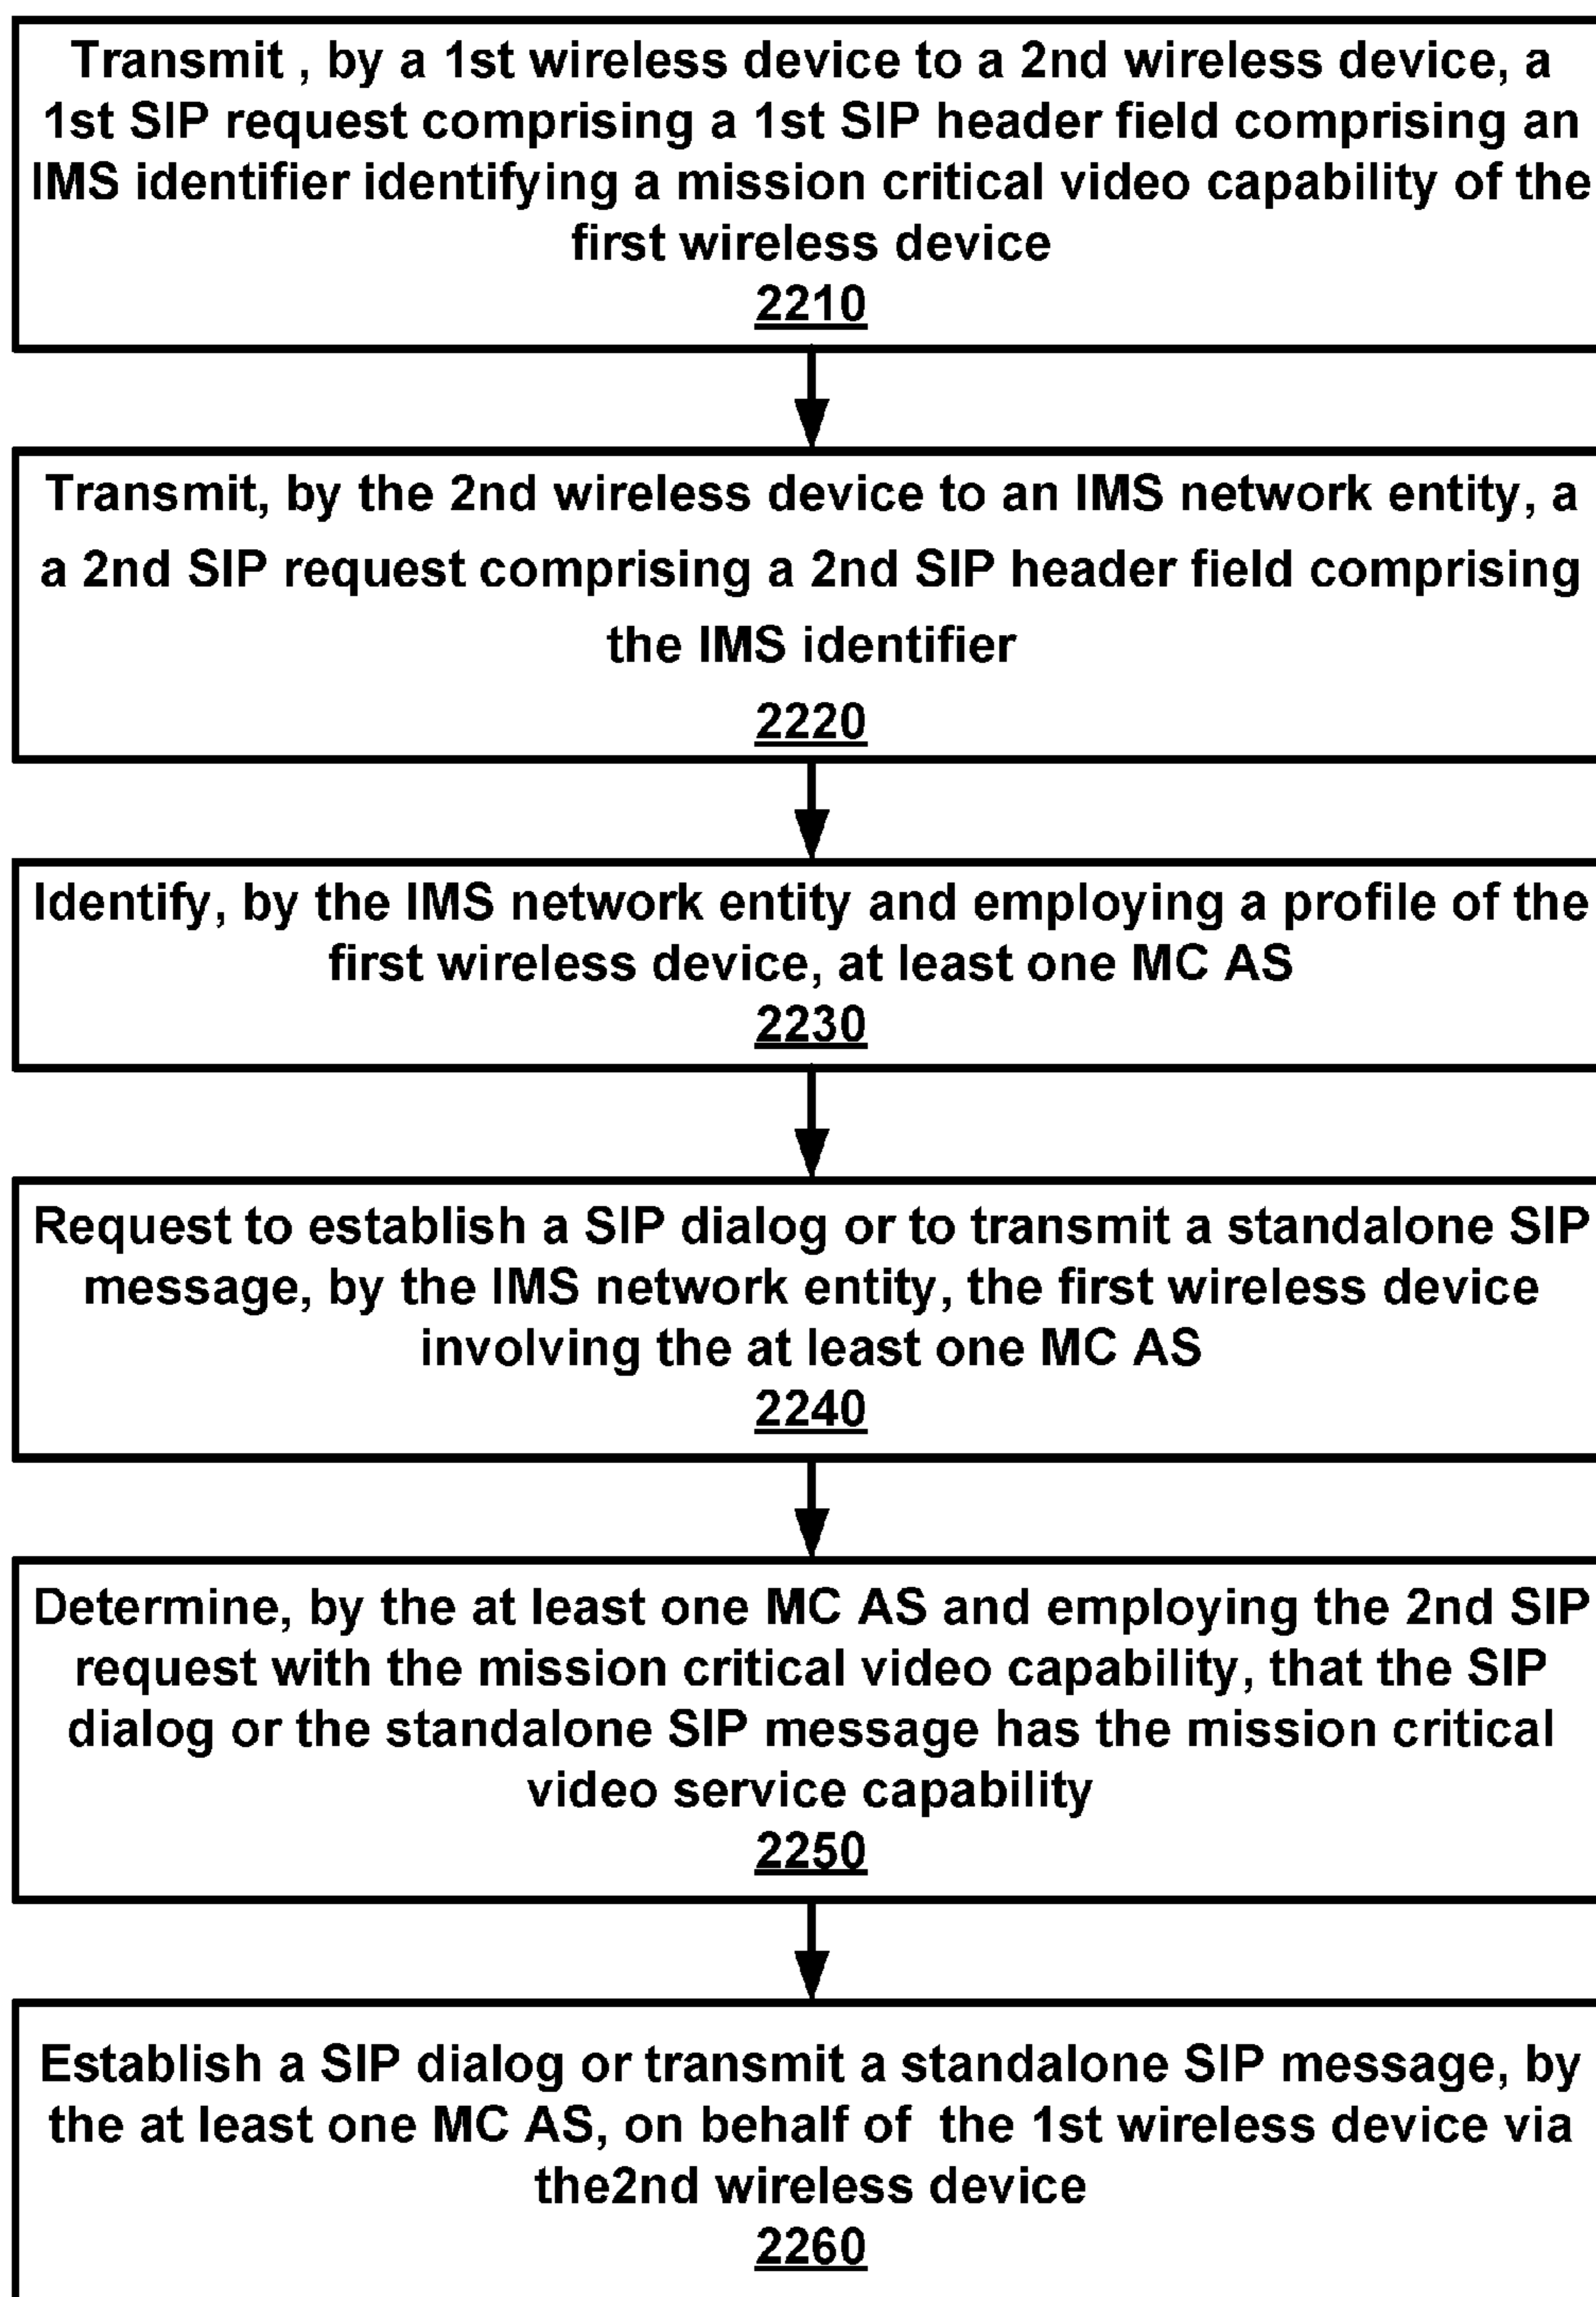 Transmit , by a 1st wireless device to a 2nd wireless device, a
1st SIP request comprising a 1st SIP header field comprising an
IMS identifier identifying a mission critical video capability of the
first wireless device
2210
Transmit, by the 2nd wireless device to an IMS network entity, a
a 2nd SIP request comprising a 2nd SIP header field comprising
the IMS identifier
2220
Identify, by the IMS network entity and employing a profile of the
first wireless device, at least one MC AS
2230
Request to establish a SIP dialog or to transmit a standalone SIP
message, by the IMS network entity, the first wireless device
involving the at least one MC AS
2240
Determine, by the at least one MC AS and employing the 2nd SIP
request with the mission critical video capability, that the SIP
dialog or the standalone SIP message has the mission critical
video service capability
2250
Establish a SIP dialog or transmit a standalone SIP message, by
the at least one MC AS, on behalf of the 1st wireless device via
the2nd wireless device
2260